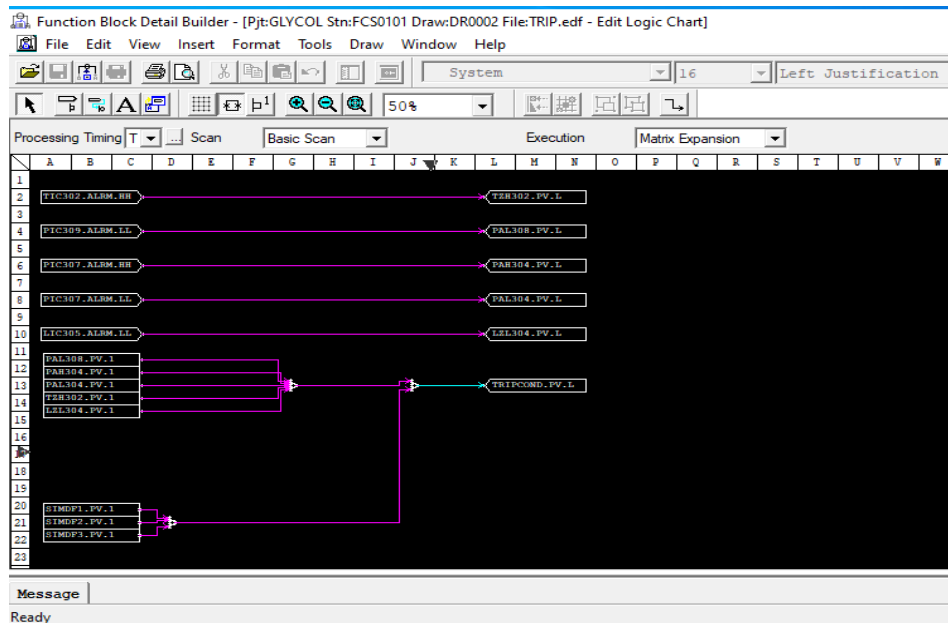 Function Block Detail Builder - [Pjt:GLYCOL Stn:FCS0101 Draw:DR0002 File:TRIP.edf - Edit Logic Chart]
File Edit View Insert Format Tools Draw Window Help
System 16 Left Justification
A 50%
Processing Timing T ... Scan Basic Scan Execution Matrix Expansion
A B C D E F G H I J K L M N O P Q R S T U V W
1
2 TIC302.ALRM.HH TZH302.PV.L
3
4 PIC309.ALRM.LL PAL308.PV.L
5
6 PIC307.ALRM.HH PAH304.PV.L
7
8 PIC307.ALRM.LL PAL304.PV.L
9
10 LIC305.ALRM.LL LZL304.PV.L
11
PAL308.PV.1
12 PAH304.PV.1
13 PAL304.PV.1 TRIPCOND.PV.L
14 TZH302.PV.1
LZL304.PV.1
15
16
18
19
20 SIMDF1.PV.1
21 SIMDF2.PV.1
22 SIMDF3.PV.1
23
Message
Ready